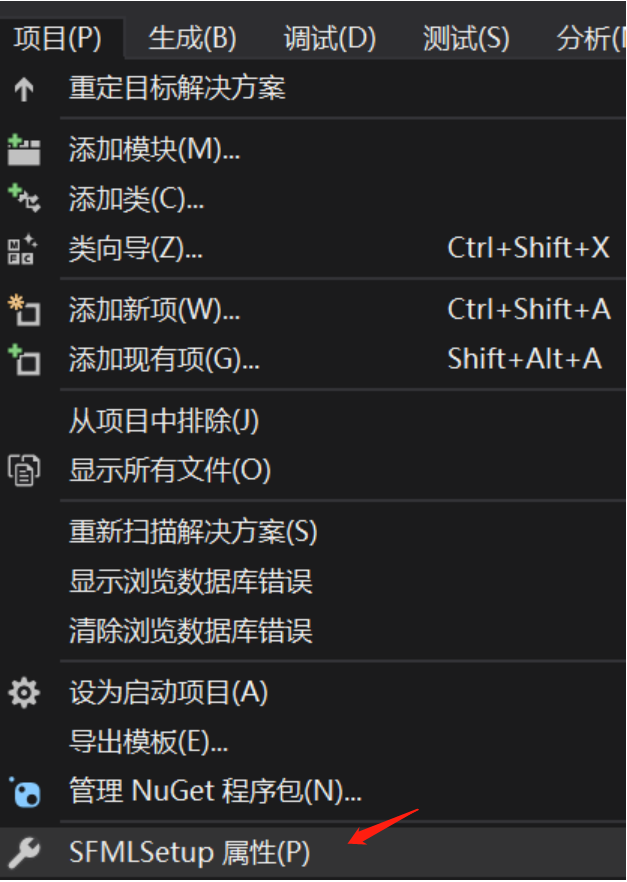 项目(P) 生成(B) 调试(D) 测试(S) 分析(
重定目标解决方案
添加模块(M)...
添加类(C)...
类向导(Z)... Ctrl+Shift+X
添加新项(W)... Ctrl+Shift+A
添加现有项(G)... Shift+Alt+A
从项目中排除(J)
显示所有文件(O)
重新扫描解决方案(S)
显示浏览数据库错误
清除浏览数据库错误
设为启动项目(A)
导出模板(E)...
管理 NuGet 程序包(N)...
SFMLSetup 属性(P)